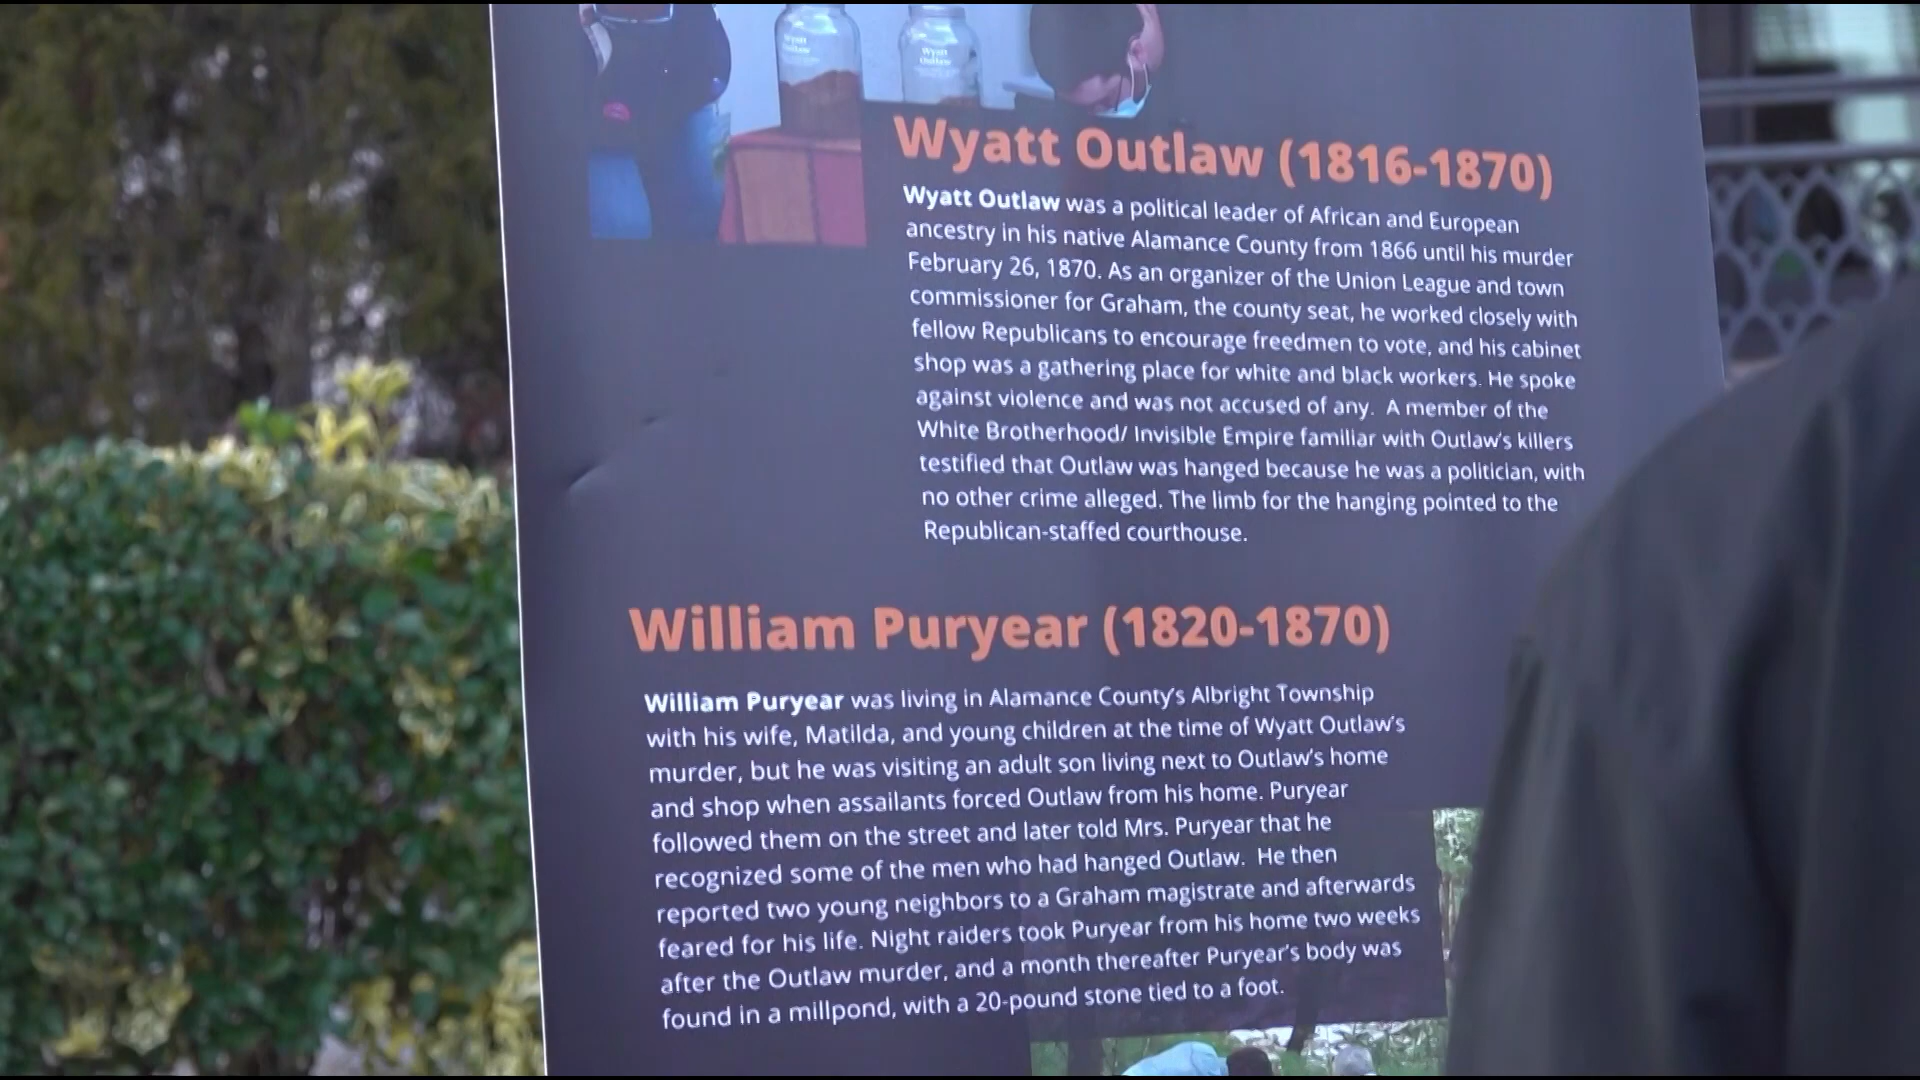 Wyatt Outlaw
Wyatt Outlaw
Wyatt Outlaw (1816-1870)
Wyatt Outlaw was a political leader of African and European
ancestry in his native Alamance County from 1866 until his murder
February 26, 1870. As an organizer of the Union League and town
commissioner for Graham, the county seat, he worked closely with
fellow Republicans to encourage freedmen to vote, and his cabinet
shop was a gathering place for white and black workers. He spoke
against violence and was not accused of any. A member of the
White Brotherhood/ Invisible Empire familiar with Outlaw's killers
testified that Outlaw was hanged because he was a politician, with
no other crime alleged. The limb for the hanging pointed to the
Republican-staffed courthouse.
William Puryear (1820-1870)
William Puryear was living in Alamance County's Albright Township
with his wife, Matilda, and young children at the time of Wyatt Outlaw's
murder, but he was visiting an adult son living next to Outlaw's home
and shop when assailants forced Outlaw from his home. Puryear
followed them on the street and later told Mrs. Puryear that he
recognized some of the men who had hanged Outlaw. He then
reported two young neighbors to a Graham magistrate and afterwards
feared for his life. Night raiders took Puryear from his home two weeks
after the Outlaw murder, and a month thereafter Puryear's body was
found in a millpond, with a 20-pound stone tied to a foot.